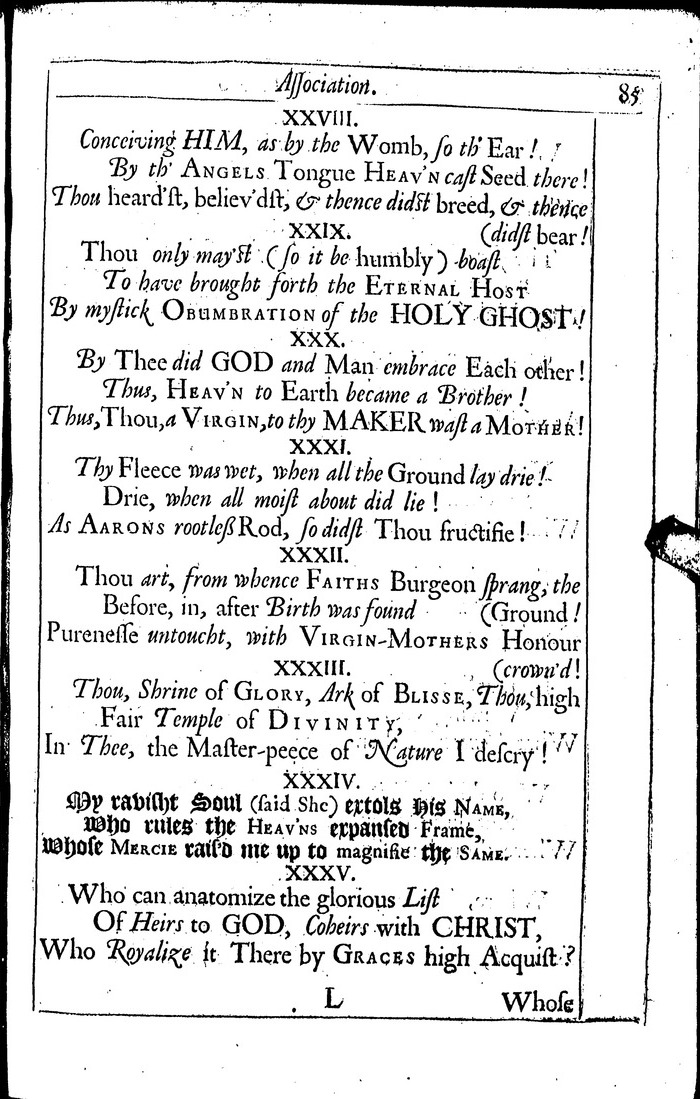 Aſſociation. 85
XXVIII.
Conceiving HIM, as by the Womb, ſo th' Ear !
By th' ANGELS Tongue HEAV'N caſt Seed there!
Thou heard'ſt, believ'dſt, & thence didſt breed, & thence
XXIX. (didſt bear!
Thou only may'ſt (ſo it be humbly) boaſt
To have brought forth the ETERNAL HOST
By myſtick OBUMBRATION of the HOLY GHOST!
XXX.
By Thee did GOD and Man embrace Each other!
Thus, HEAV'N to Earth became a Brother !
Thus, Thou, a VIRGIN, to thy MAKER waſt a MOTHER!
XXXI.
Thy Fleece was wet, when all the Ground lay drie!
Drie, when all moiſt about did lie !
As AARONS rootleß Rod, ſo didſt Thou fructifie!
XXXII.
Thou art, from whence FAITHS Burgeon ſprang, the
Before, in, after Birth was found (Ground!
Pureneſſe untoucht, with VIRGIN-MOTHERS Honour
XXXIII. (crown'd!
Thou, Shrine of GLORY, Ark of BLISSE, Thou, high
Fair Temple of DIVINITY,
In Thee, the Maſter-peece of Nature I deſcry!
XXXIV.
My raviſht Soul (ſaid She) extols His NAME,
Who rules the HEAV'NS expanſed Frame,
Whoſe MERCIE raiſ'd me up to magnifie the SAME.
XXXV.
Who can anatomize the glorious Liſt
Of Heirs to GOD, Coheirs with CHRIST,
Who Royalize it There by GRACES high Acquiſt ?
L Whoſe